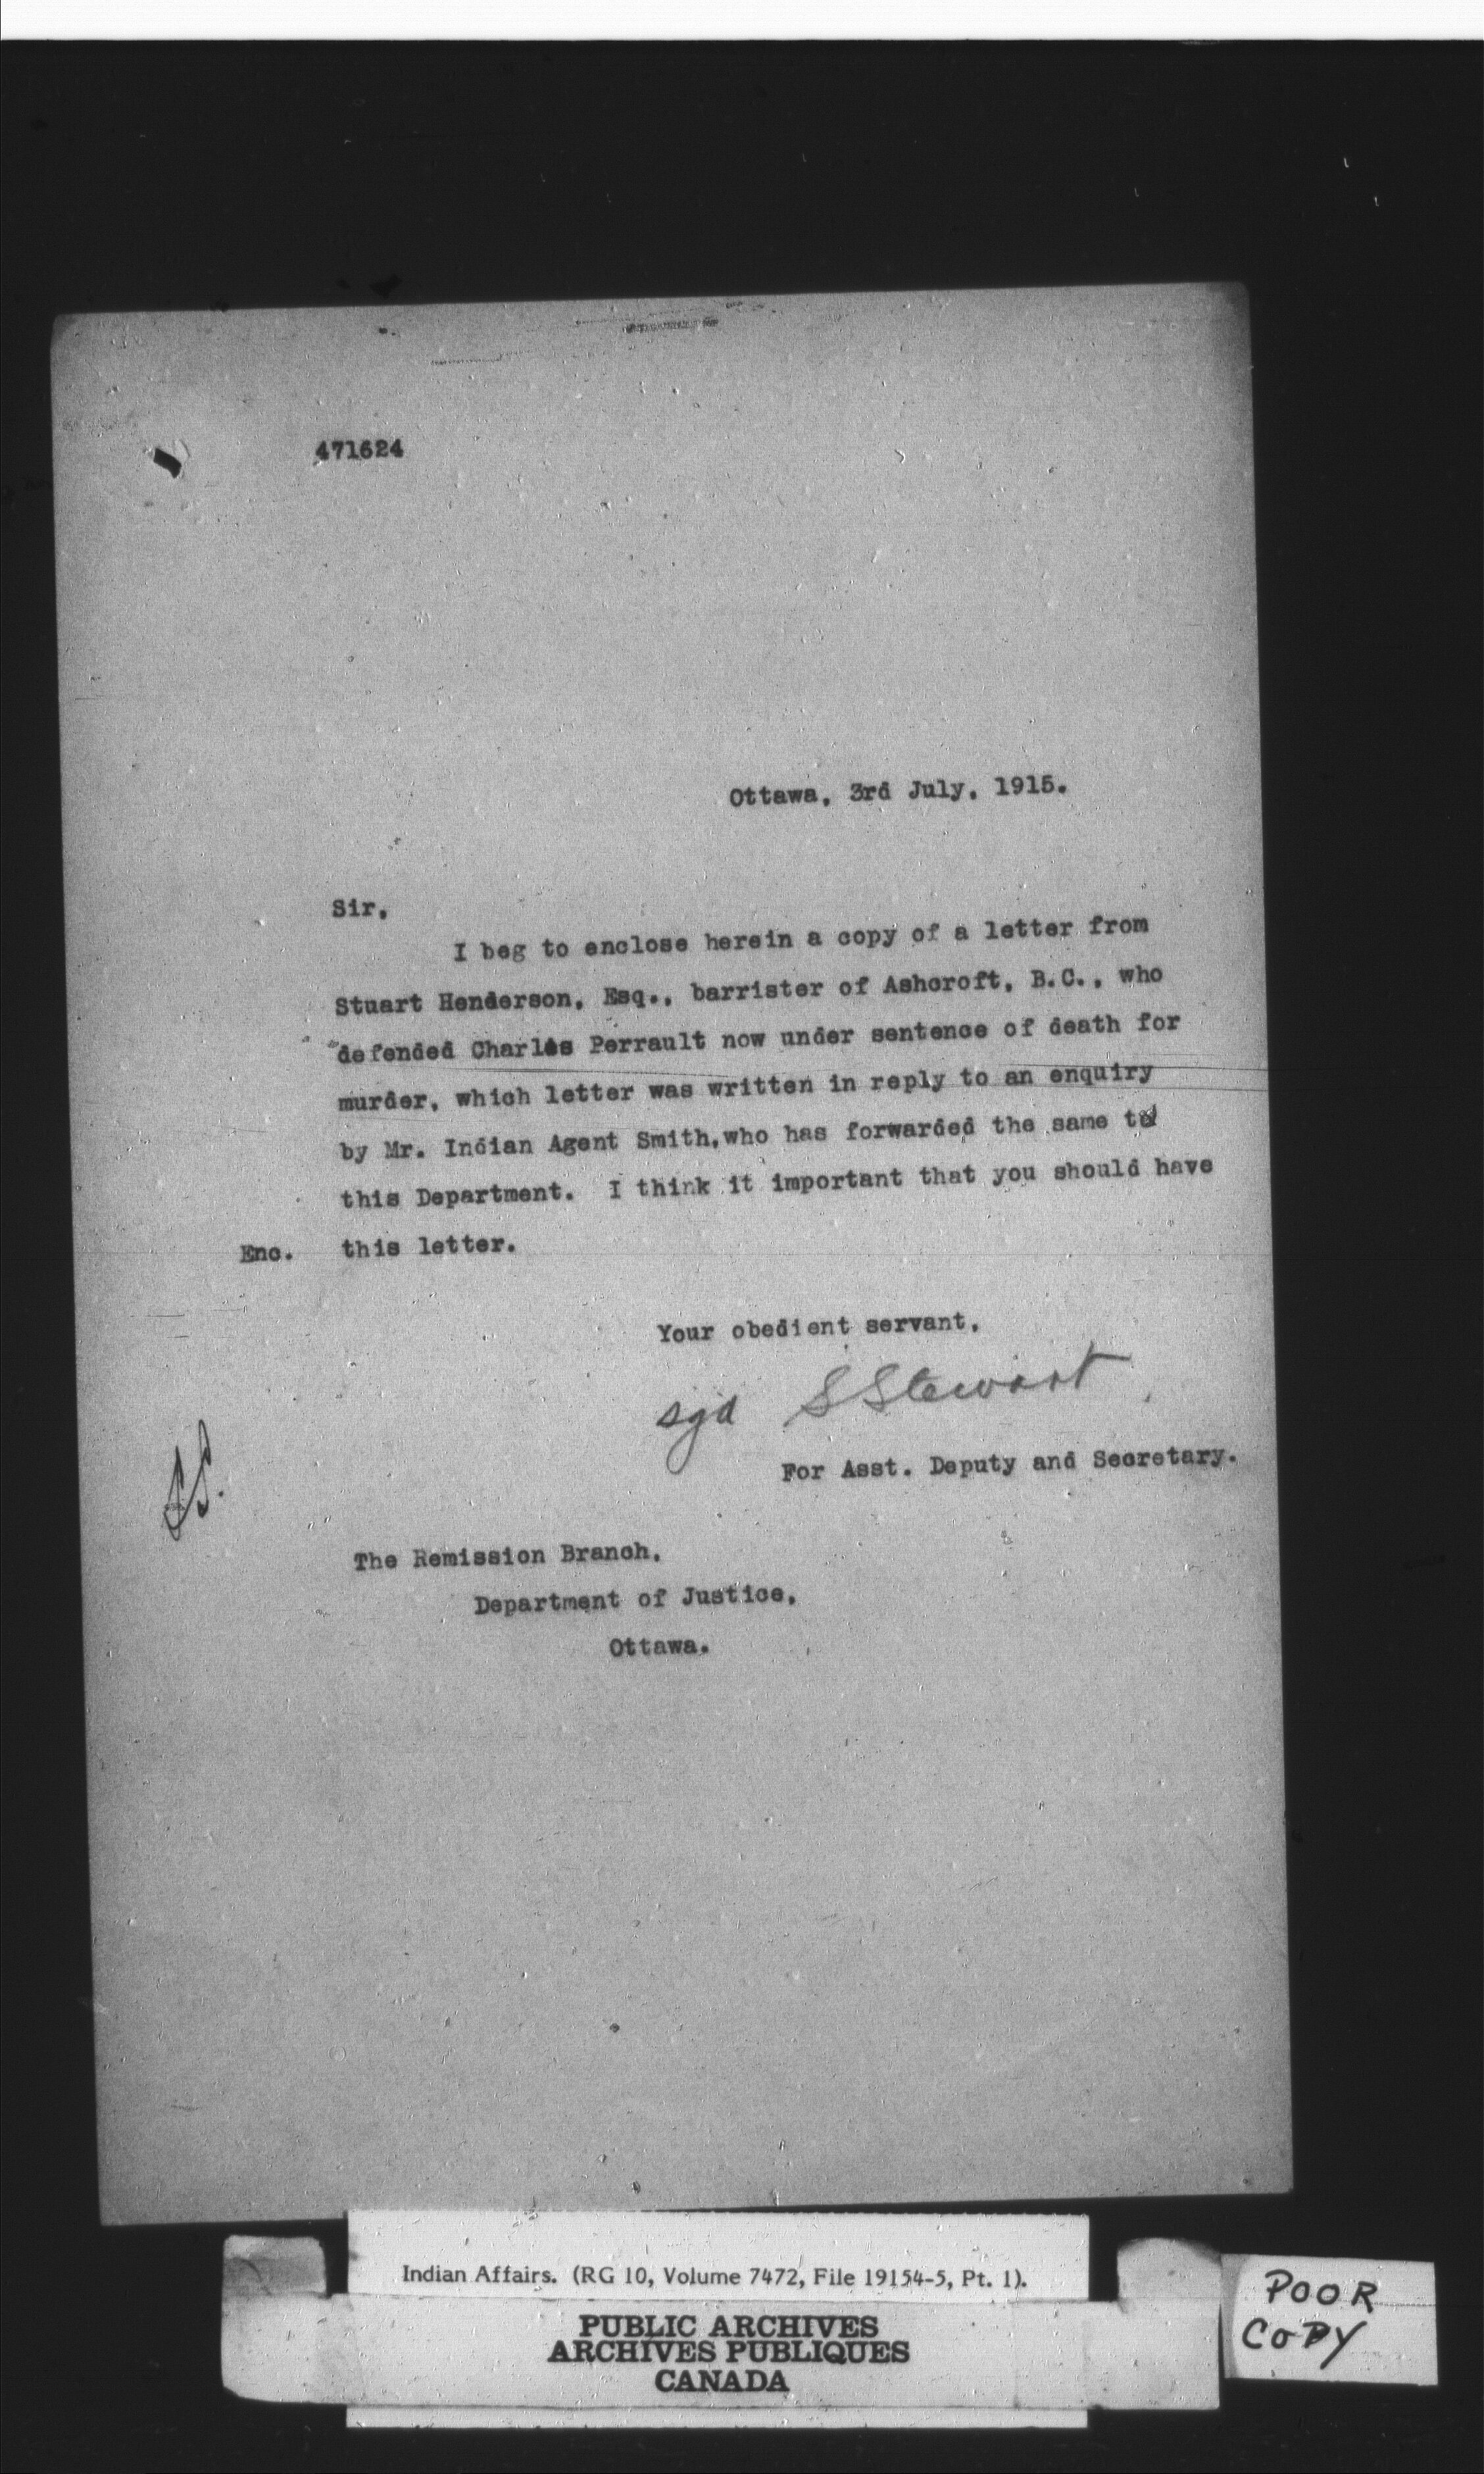 471624
Ottawa, 3rd July, 1915.
Sir,
I beg to enclose herein a copy of a letter from
Stuart Henderson, Esq., barrister of Ashcroft, B.C., who
defended Charles Perrault now under sentence of death for
murder, which letter was written in reply to an enquiry
by Mr. Indian Agent Smith, who has forwarded the same to
this Department. I think it important that you should have
Enc. this letter.
Your obedient servant,
sgd S Stewart
For Asst. Deputy and Secretary.
SS.
The Remission Branch,
Department of Justice,
Ottawa.
Indian Affairs. (RG 10, Volume 7472, File 19154-5, Pt. 1).
PUBLIC ARCHIVES
ARCHIVES PUBLIQUES
CANADA
POOR
COPY